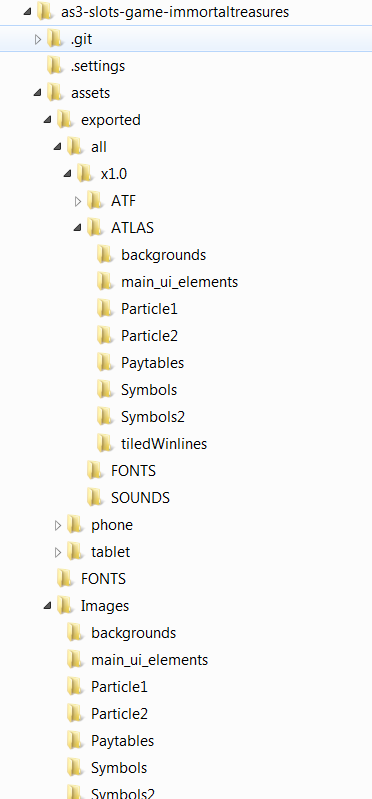 as3-slots-game-immortaltreasures
.git
.settings
assets
exported
all
x1.0
ATF
ATLAS
backgrounds
main_ui_elements
Particle1
Particle2
Paytables
Symbols
Symbols2
tiledWinlines
FONTS
SOUNDS
phone
tablet
FONTS
Images
backgrounds
main_ui_elements
Particle1
Particle2
Paytables
Symbols
Symbols2